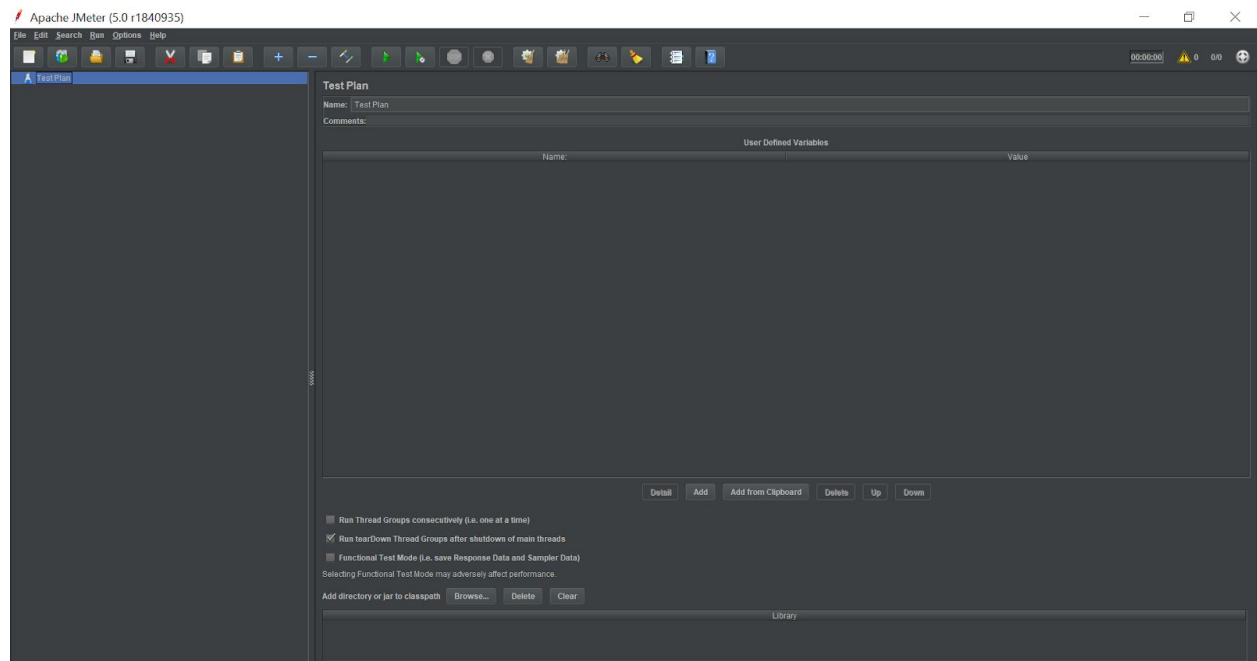 Apache JMeter (5.0 r1840935)
File Edit Search Run Options Help
00:00:00 0 0/0
Test Plan
Test Plan
Name: Test Plan
Comments:
User Defined Variables
Name: Value
Detail Add Add from Clipboard Delete Up Down
Run Thread Groups consecutively (i.e. one at a time)
Run tearDown Thread Groups after shutdown of main threads
Functional Test Mode (i.e. save Response Data and Sampler Data)
Selecting Functional Test Mode may adversely affect performance.
Add directory or jar to classpath Browse... Delete Clear
Library